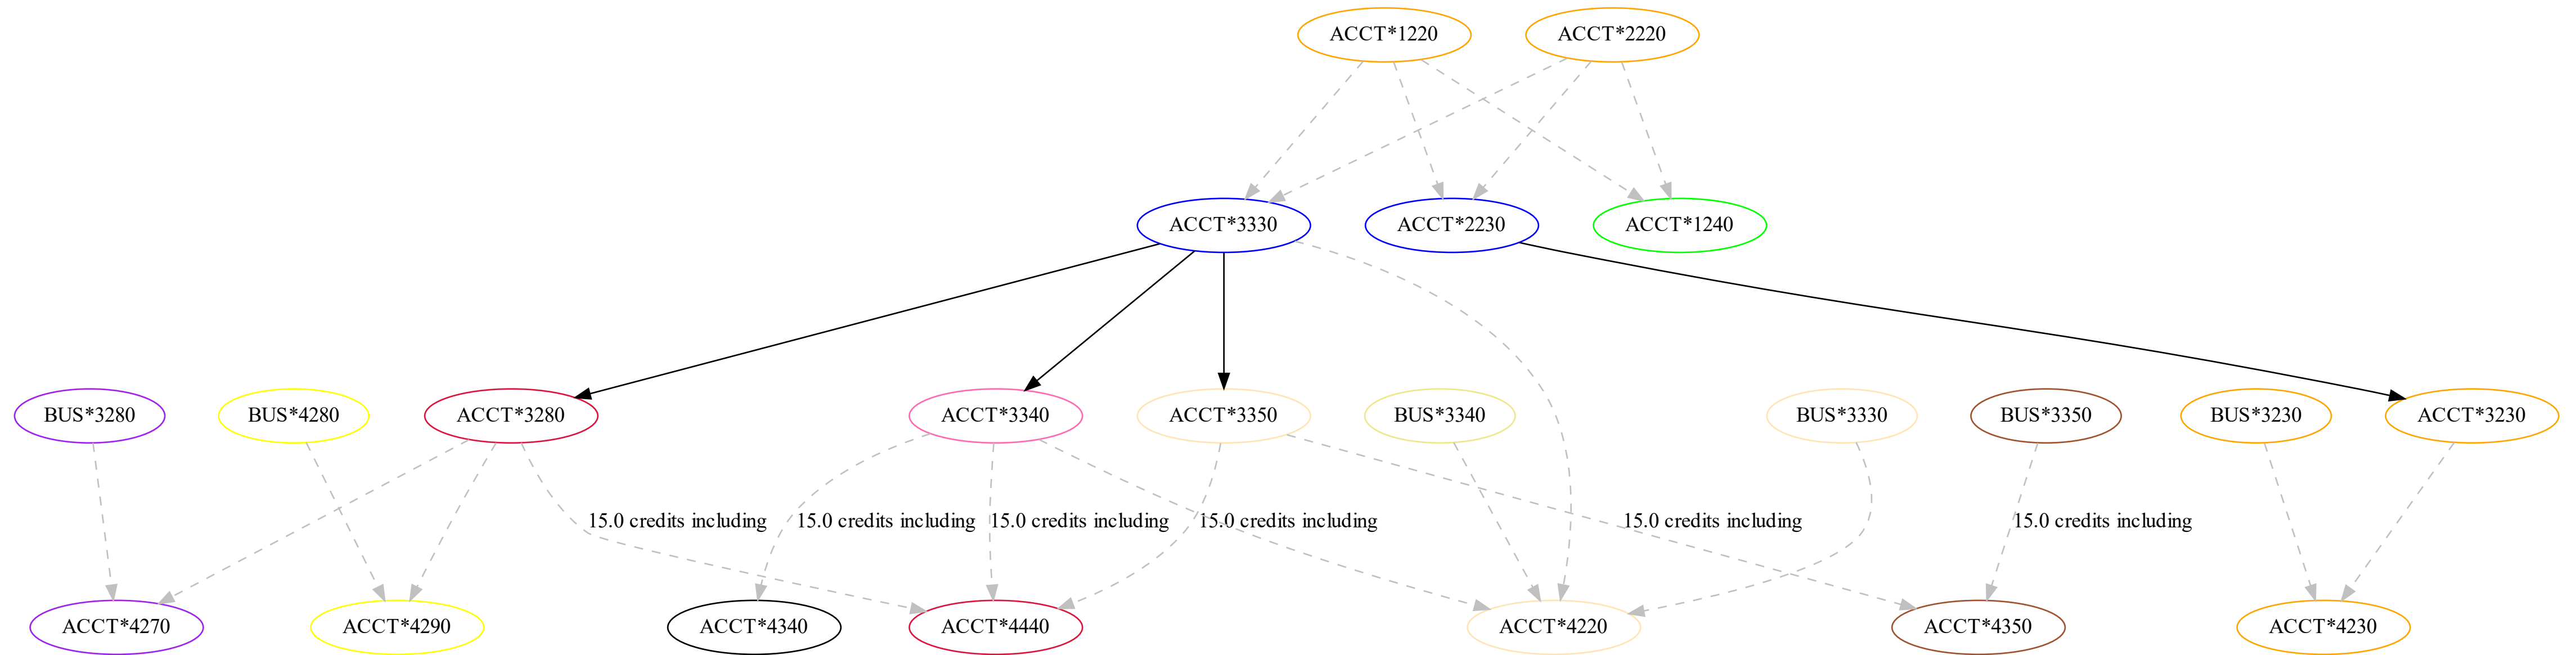 ACCT*1220
ACCT*2220
ACCT*3330
ACCT*2230
ACCT*1240
BUS*3280
BUS*4280
ACCT*3280
ACCT*3340
ACCT*3350
BUS*3340
BUS*3330
BUS*3350
BUS*3230
ACCT*3230
15.0 credits including
15.0 credits including
15.0 credits including
15.0 credits including
15.0 credits including
15.0 credits including
ACCT*4270
ACCT*4290
ACCT*4340
ACCT*4440
ACCT*4220
ACCT*4350
ACCT*4230